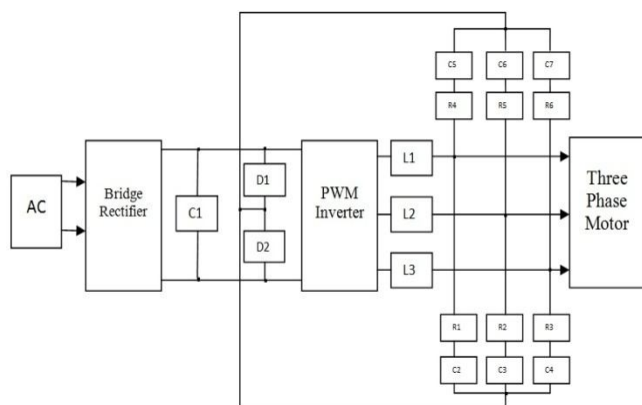 C5
C6
C7
R4
R5
R6
AC
Bridge
Rectifier
C1
D1
D2
PWM
Inverter
L1
L2
L3
Three
Phase
Motor
R1
R2
R3
C2
C3
C4